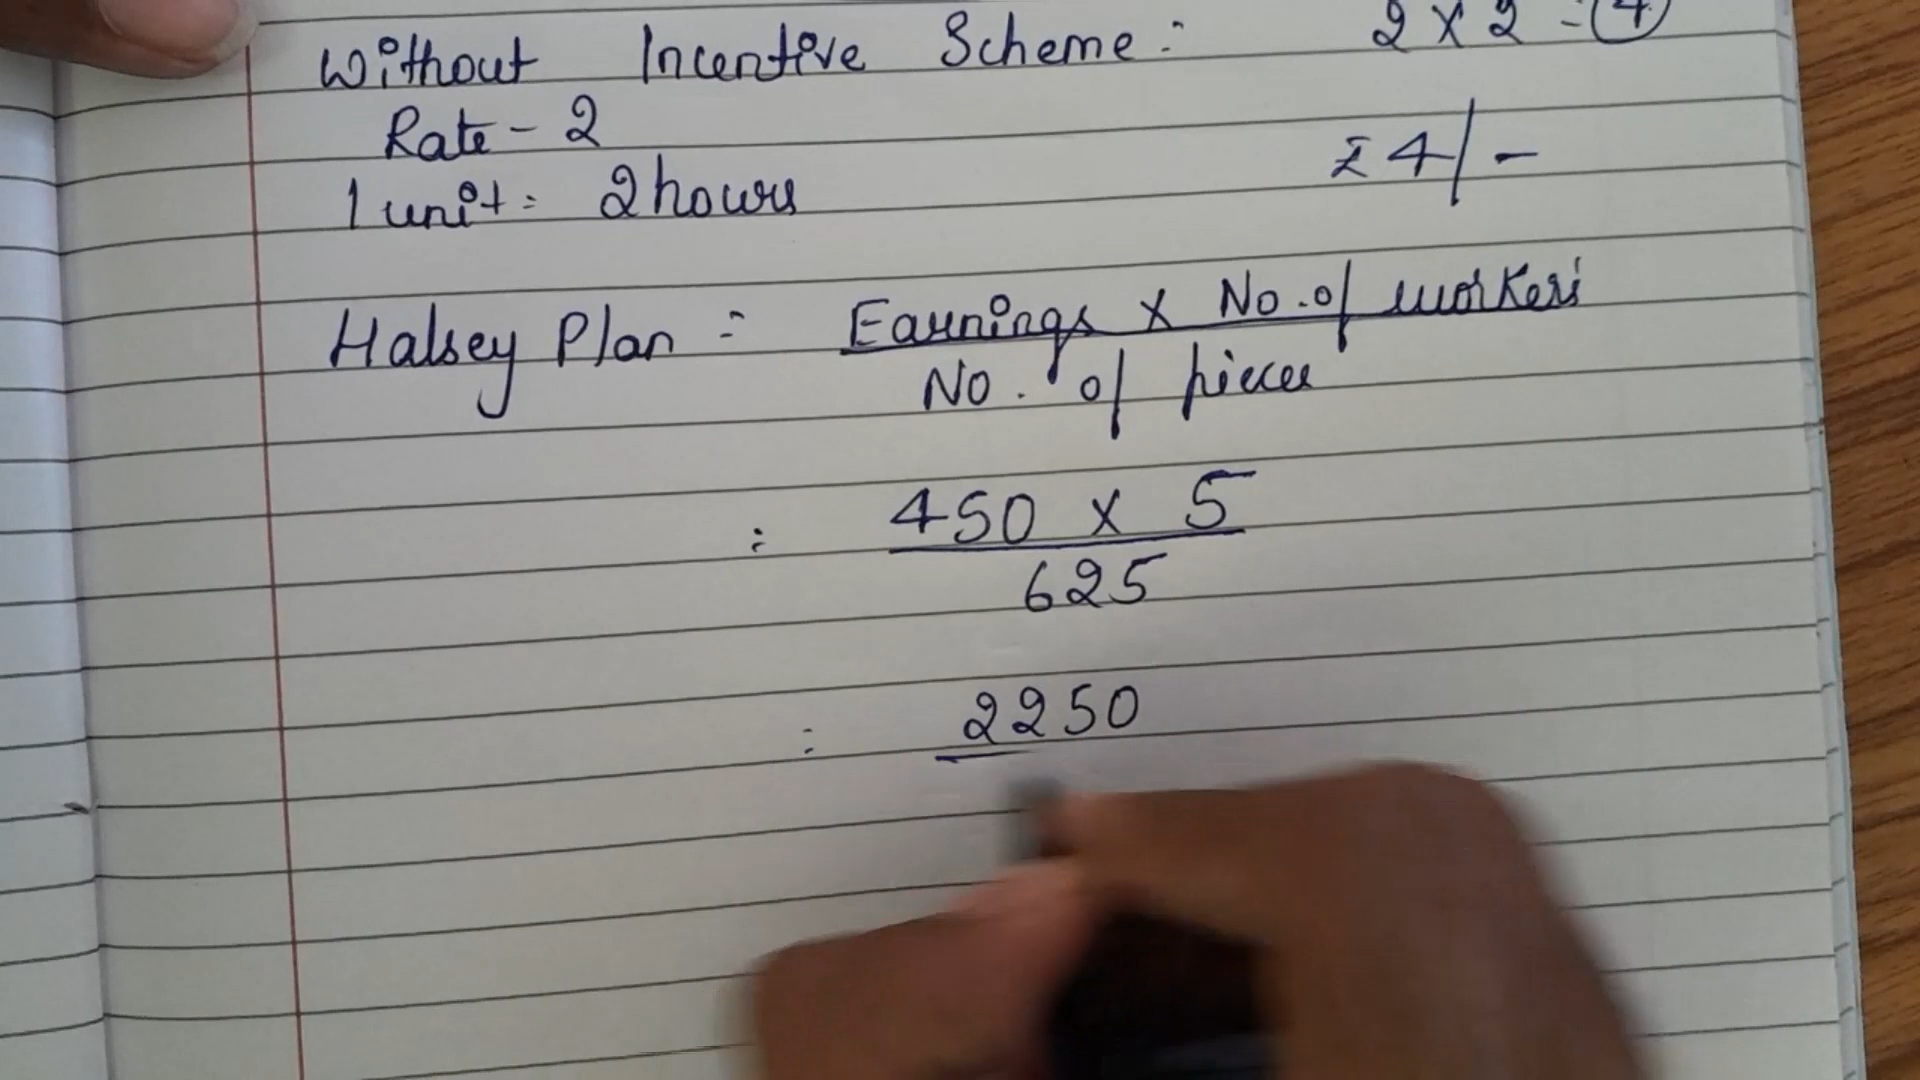 Without Incentive Scheme : 2 x 2 = 4
Rate - 2
₹ 4/-
1 unit = 2 hours
Halsey Plan = Earnings x No. of workers
No. of pieces
= 450 x 5
625
= 2250